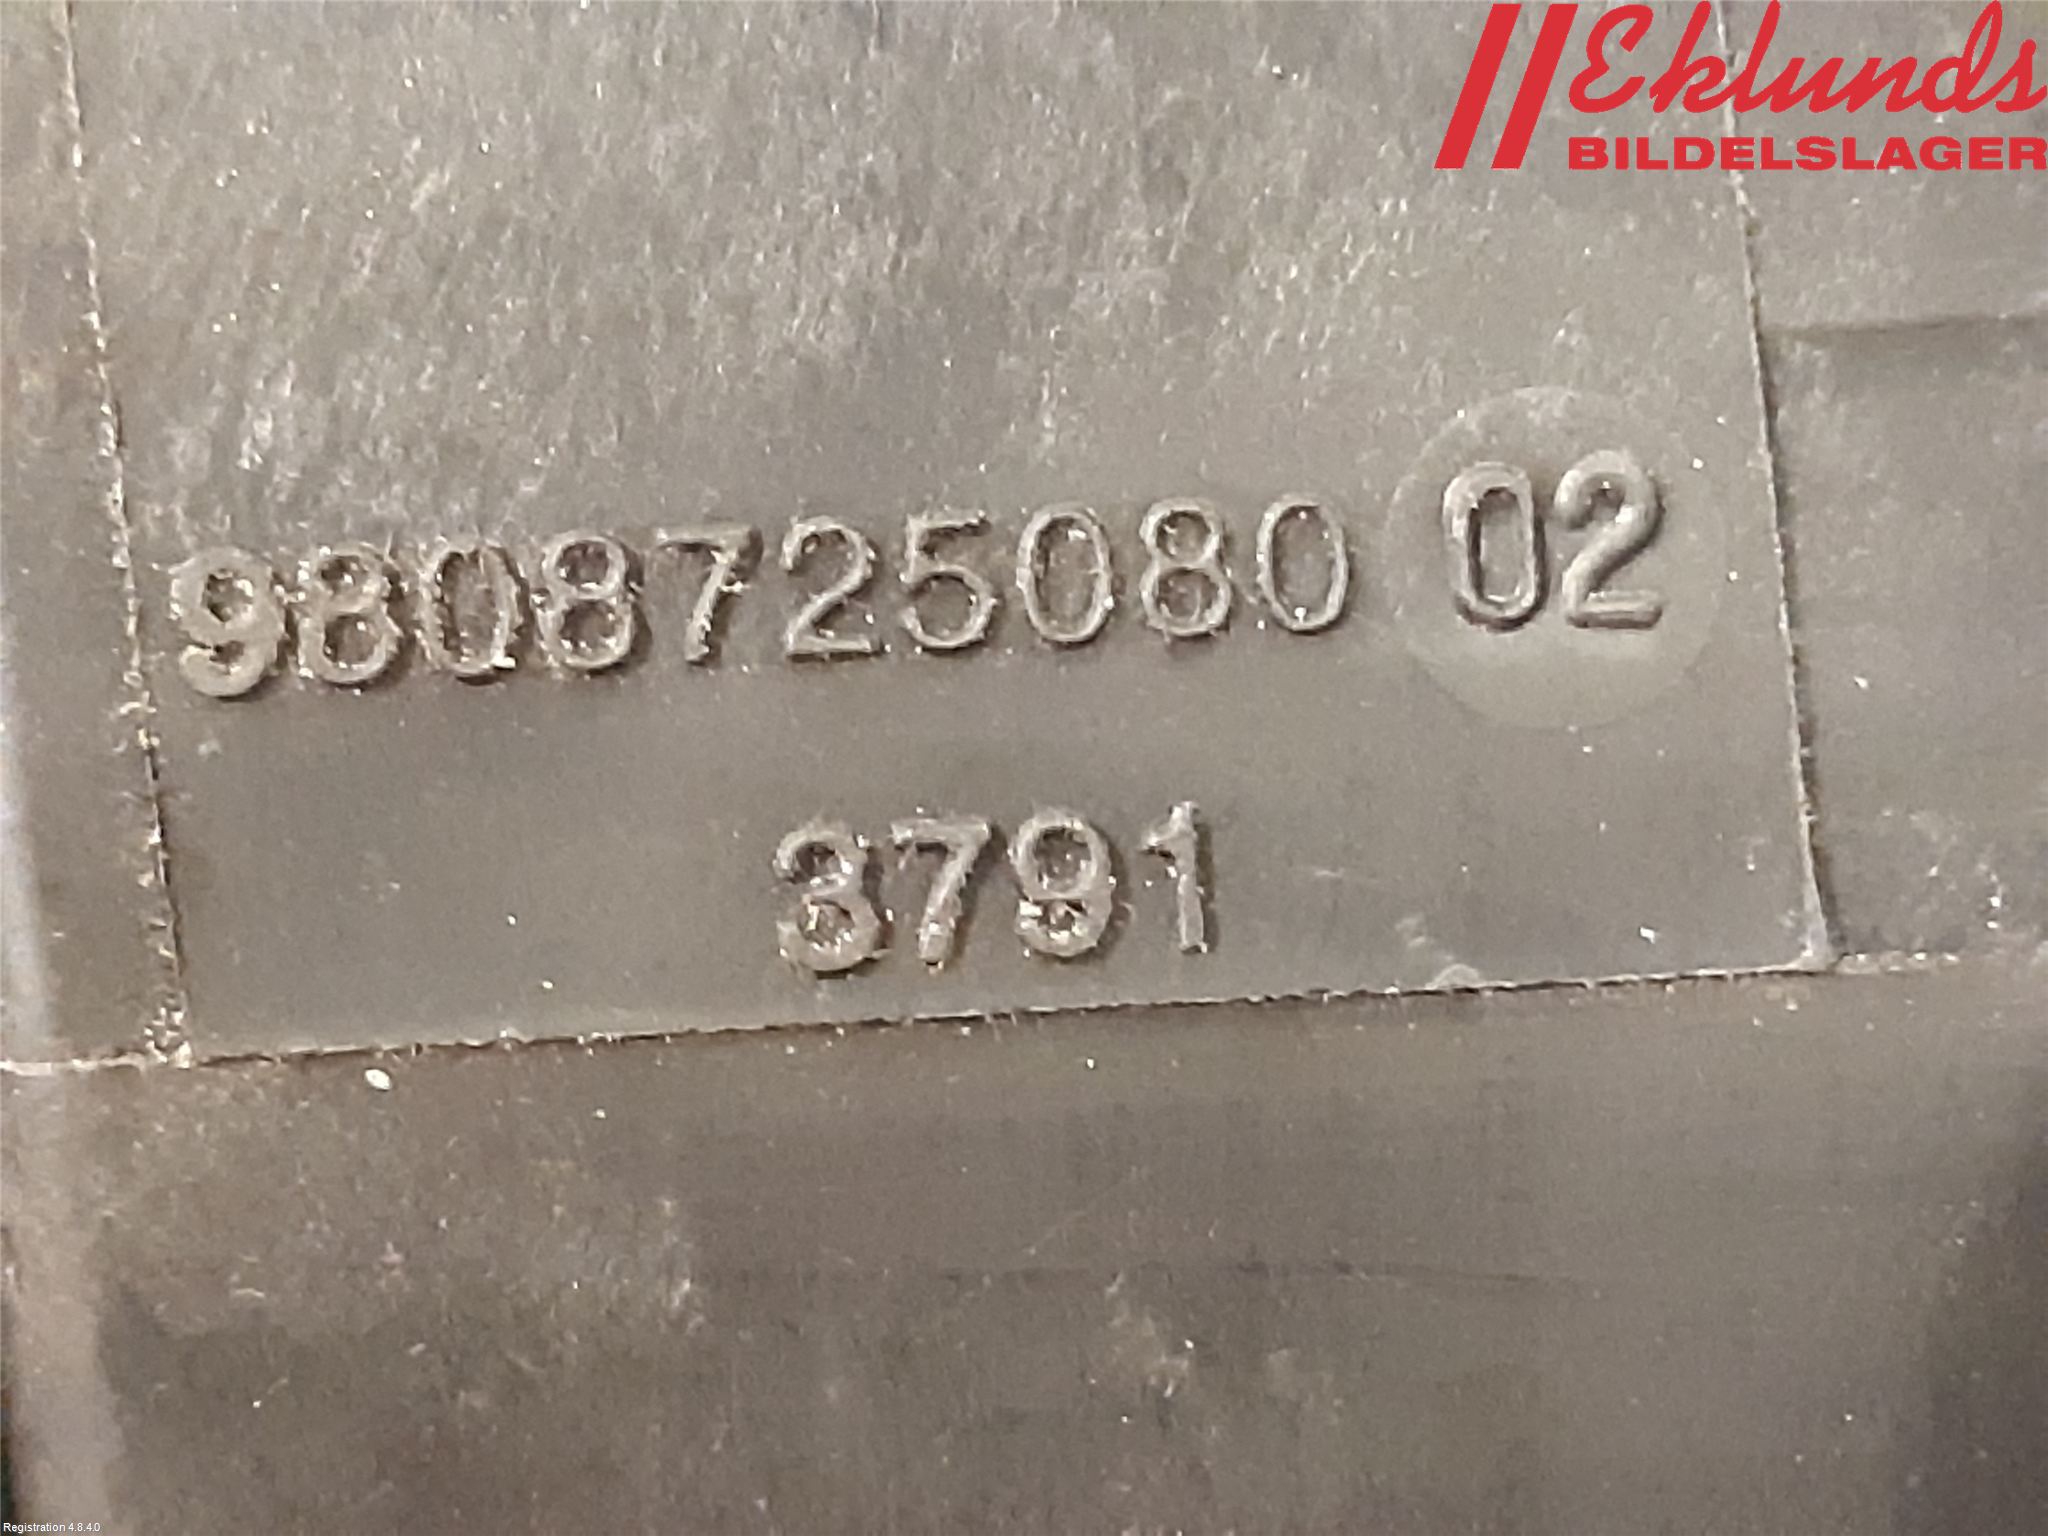 Eklunds
BILDELSLAGER
9808725080 02
3791
Registration 4.8.4.0